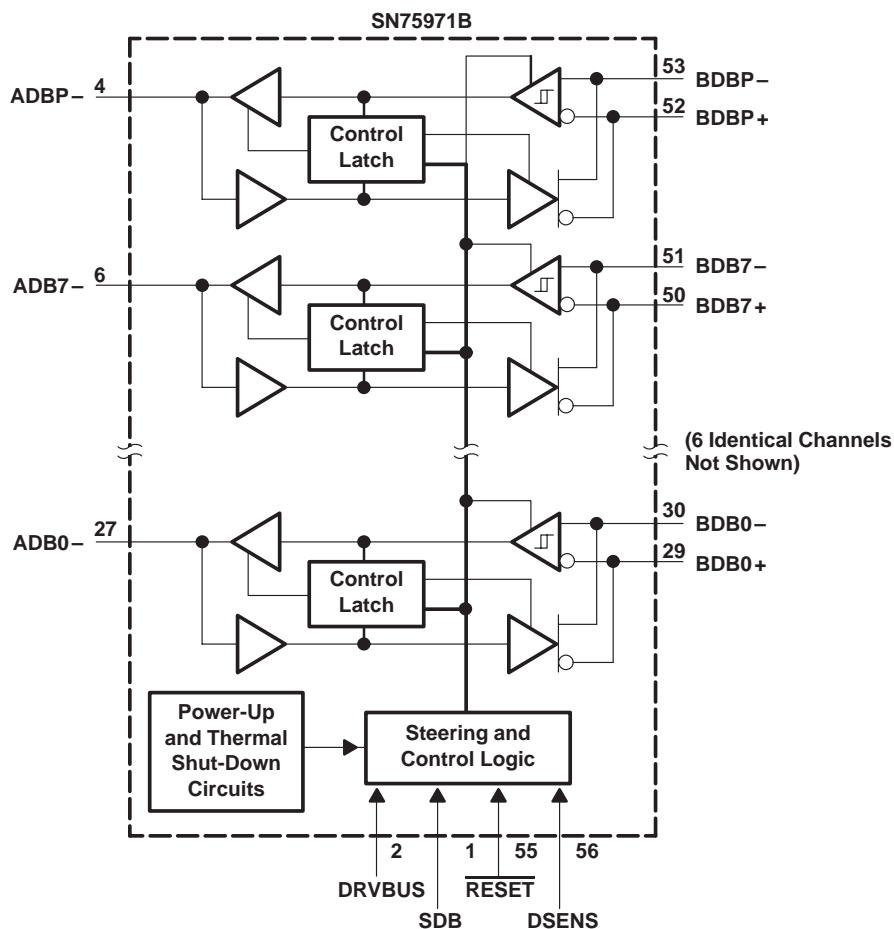 SN75971B
ADBP– 4
53 BDBP–
52 BDBP+
Control
Latch
ADB7– 6
51 BDB7–
50 BDB7+
Control
Latch
(6 Identical Channels
Not Shown)
ADB0– 27
30 BDB0–
29 BDB0+
Control
Latch
Power-Up
and Thermal
Shut-Down
Circuits
Steering and
Control Logic
2 1 55 56
DRVBUS RESET
SDB DSENS